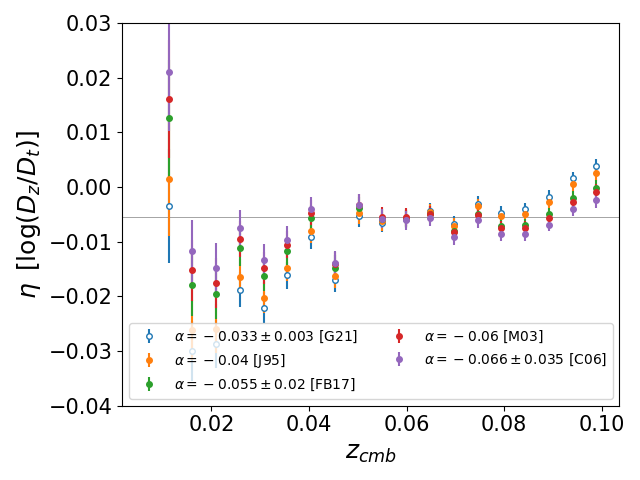 0.03
0.02
0.01
0.00
−0.01
−0.02
−0.03
−0.04
η [log(D_z/D_t)]
α = −0.033 ± 0.003 [G21]
α = −0.04 [J95]
α = −0.055 ± 0.02 [FB17]
α = −0.06 [M03]
α = −0.066 ± 0.035 [C06]
0.02 0.04 0.06 0.08 0.10
z_cmb